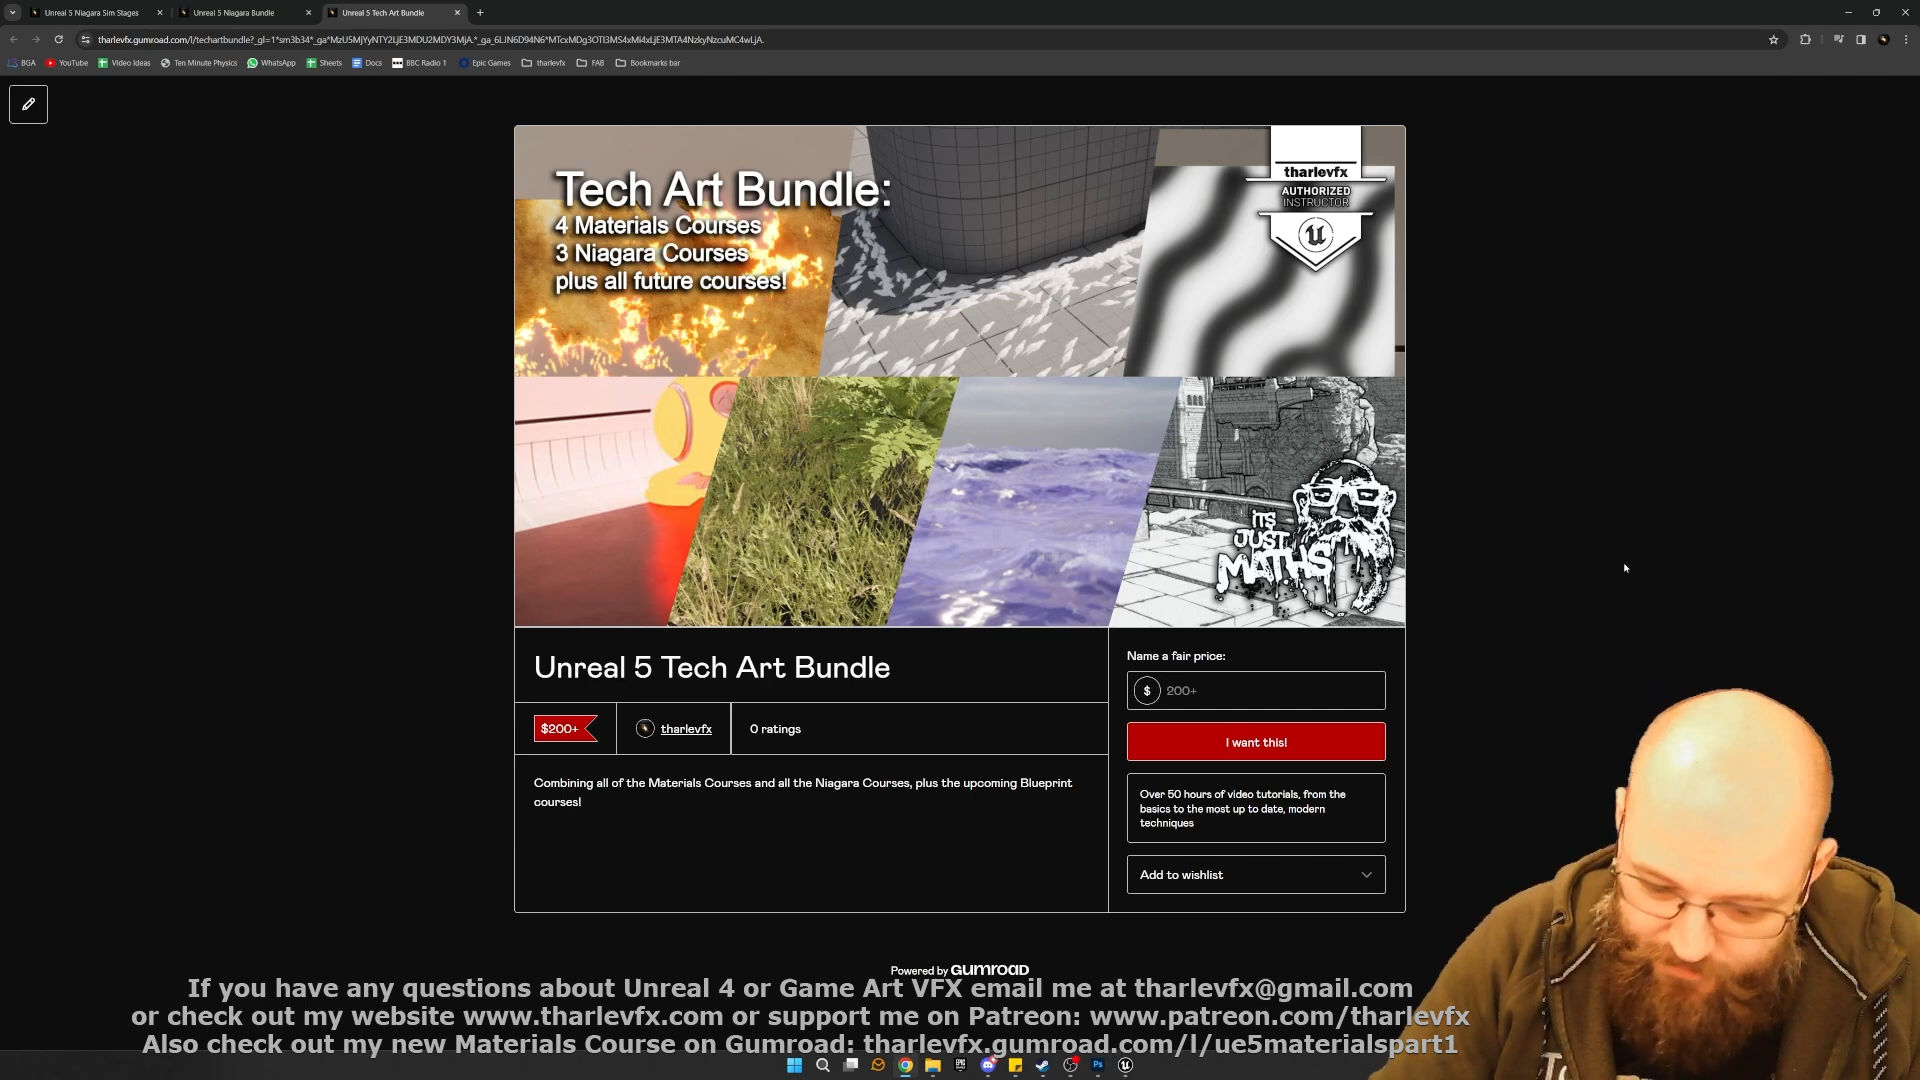 Unreal 5 Niagara Sim Stages
Unreal 5 Niagara Bundle
Unreal 5 Tech Art Bundle
BGA
YouTube
Video Ideas
Ten Minute Physics
WhatsApp
Sheets
Docs
BBC Radio 1
Epic Games
tharlevfx
FAB
Bookmarks bar
Tech Art Bundle:
4 Materials Courses
3 Niagara Courses
plus all future courses!
tharlevfx
AUTHORIZED
INSTRUCTOR
iTS
JUST
MATHS
Unreal 5 Tech Art Bundle
$200+
tharlevfx
0 ratings
Combining all of the Materials Courses and all the Niagara Courses, plus the upcoming Blueprint
courses!
Name a fair price:
$ 200+
I want this!
Over 50 hours of video tutorials, from the
basics to the most up to date, modern
techniques
Add to wishlist
Powered by GUMROAD
If you have any questions about Unreal 4 or Game Art VFX email me at tharlevfx@gmail.com
or check out my website www.tharlevfx.com or support me on Patreon: www.patreon.com/tharlevfx
Also check out my new Materials Course on Gumroad: tharlevfx.gumroad.com/l/ue5materialspart1